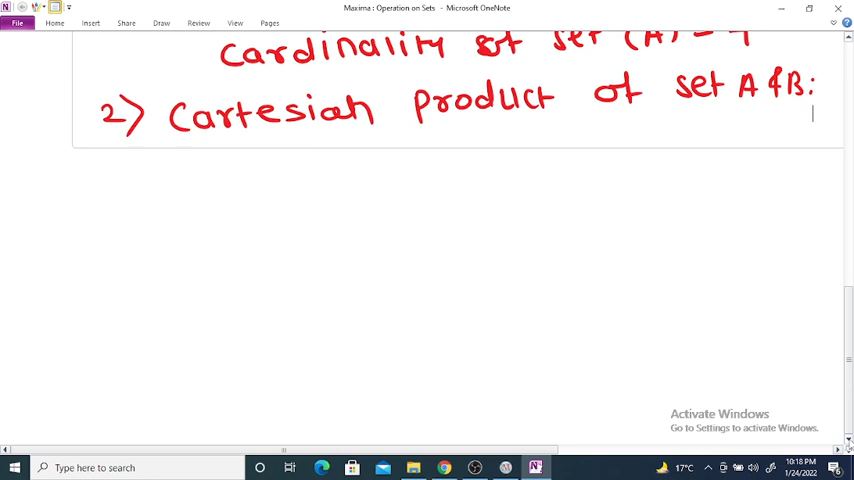 Maxima : Operation on Sets - Microsoft OneNote
File Home Insert Share Draw Review View Pages
Cardinality of set (A) =
2) Cartesian product of set A & B:
Activate Windows
Go to Settings to activate Windows.
Type here to search
17°C
10:18 PM
1/24/2022
6